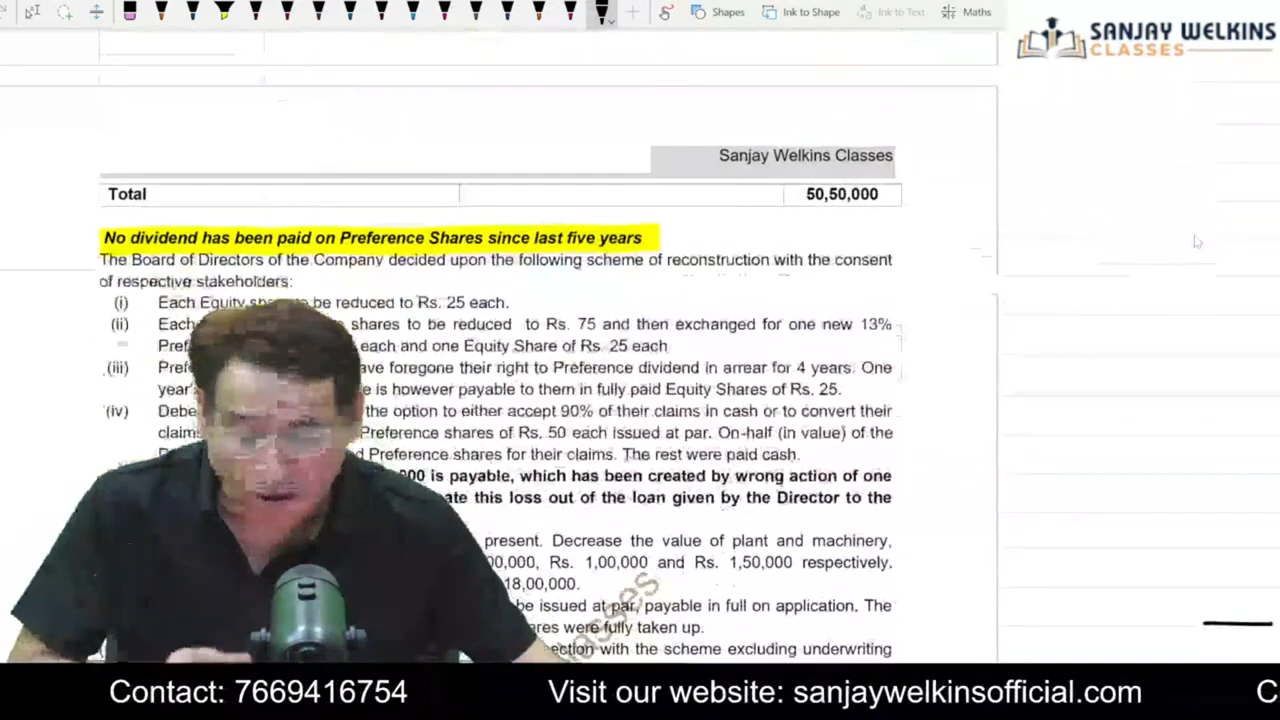 Shapes
Ink to Shape
Ink to Text
Maths
SANJAY WELKINS
CLASSES
Sanjay Welkins Classes
Total 50,50,000
No dividend has been paid on Preference Shares since last five years
The Board of Directors of the Company decided upon the following scheme of reconstruction with the consent
of respective stakeholders:
(i) Each Equity share to be reduced to Rs. 25 each.
(ii) Each shares to be reduced to Rs. 75 and then exchanged for one new 13%
each and one Equity Share of Rs. 25 each
(iii) foregone their right to Preference dividend in arrear for 4 years. One
is however payable to them in fully paid Equity Shares of Rs. 25.
(iv) the option to either accept 90% of their claims in cash or to convert their
Preference shares of Rs. 50 each issued at par. On-half (in value) of the
Preference shares for their claims. The rest were paid cash.
is payable, which has been created by wrong action of one
this loss out of the loan given by the Director to the
present. Decrease the value of plant and machinery,
Rs. 1,00,000 and Rs. 1,50,000 respectively.
18,00,000.
be issued at par, payable in full on application. The
were fully taken up.
with the scheme excluding underwriting
Contact: 7669416754 Visit our website: sanjaywelkinsofficial.com C